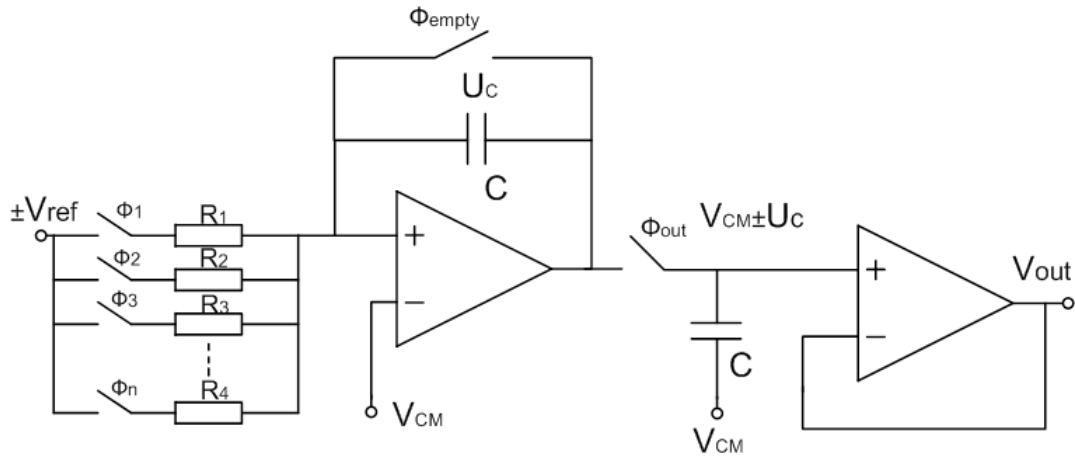 Φempty
Uc
C
±Vref
Φ1
R1
Φ2
R2
Φ3
R3
Φn
R4
+
−
VCM
Φout
VCM±Uc
C
VCM
+
−
Vout